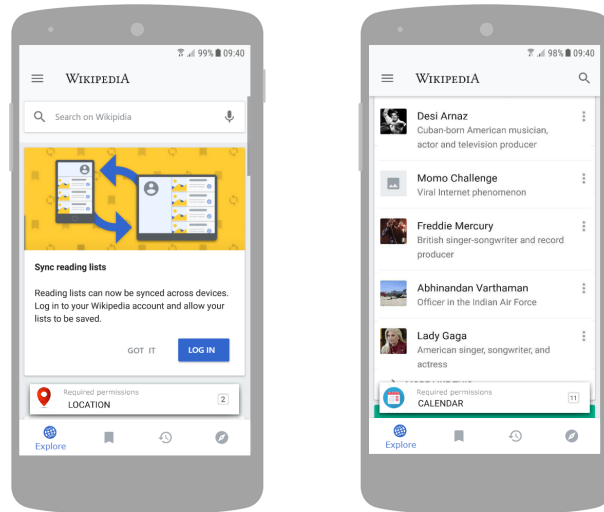 99% 09:40
WIKIPEDIA
Search on Wikipidia
Sync reading lists
Reading lists can now be synced across devices.
Log in to your Wikipedia account and allow your
lists to be saved.
GOT IT
LOG IN
Required permissions
LOCATION
2
Explore
98% 09:40
WIKIPEDIA
Desi Arnaz
Cuban-born American musician,
actor and television producer
Momo Challenge
Viral Internet phenomenon
Freddie Mercury
British singer-songwriter and record
producer
Abhinandan Varthaman
Officer in the Indian Air Force
Lady Gaga
American singer, songwriter, and
actress
Required permissions
CALENDAR
11
Explore